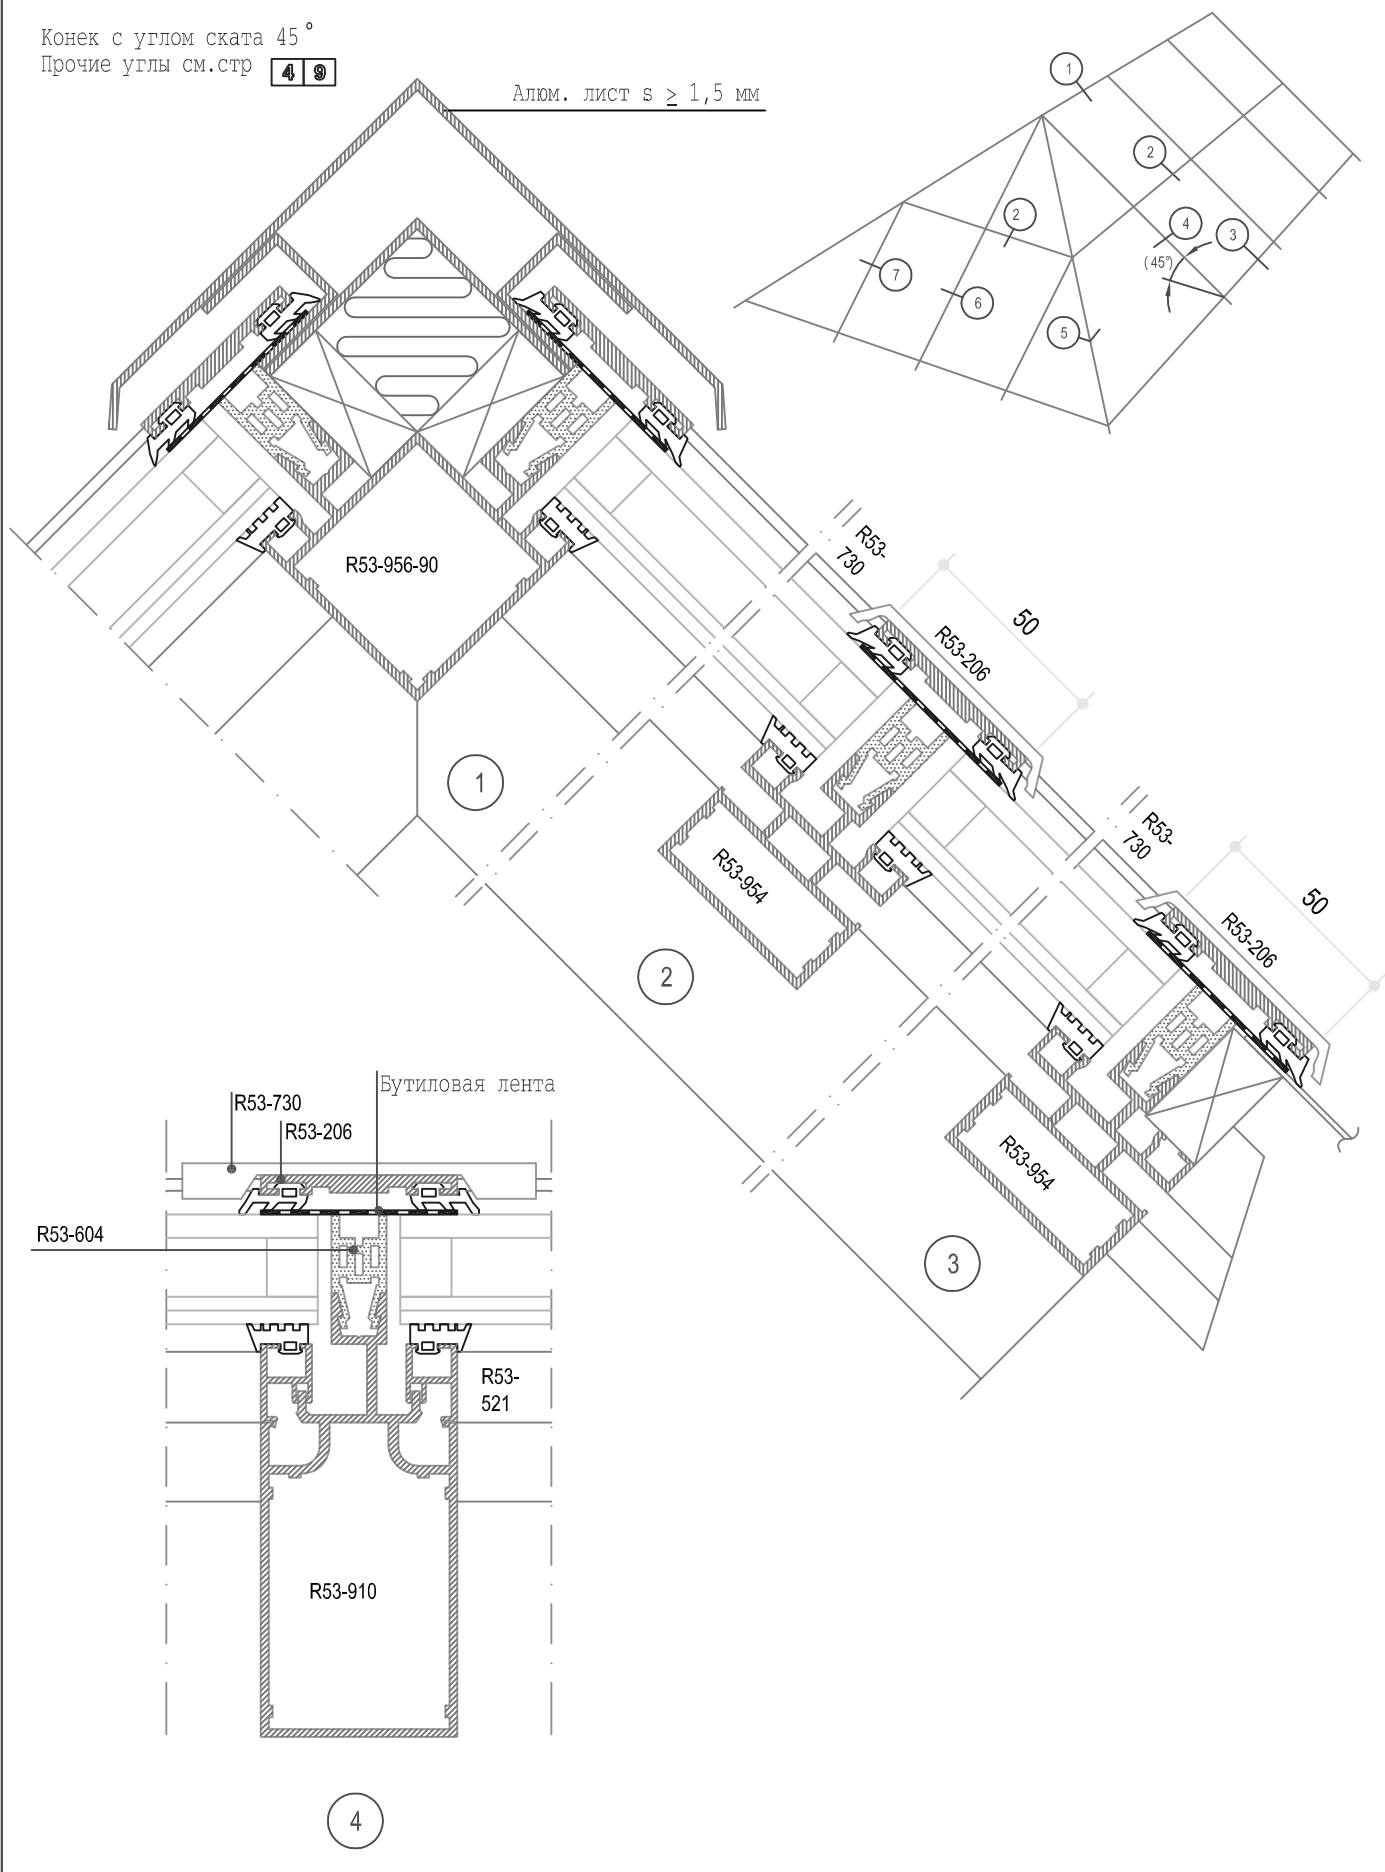 Конек с углом ската 45°
Прочие углы см.стр 4 9
Алюм. лист s ≥ 1,5 мм
1
2
2
4
3
(45°)
7
6
5
R53-956-90
R53-
730
50
R53-206
1
R53-
730
R53-954
50
R53-206
2
Бутиловая лента
R53-730
R53-206
R53-954
R53-604
3
R53-
521
R53-910
4